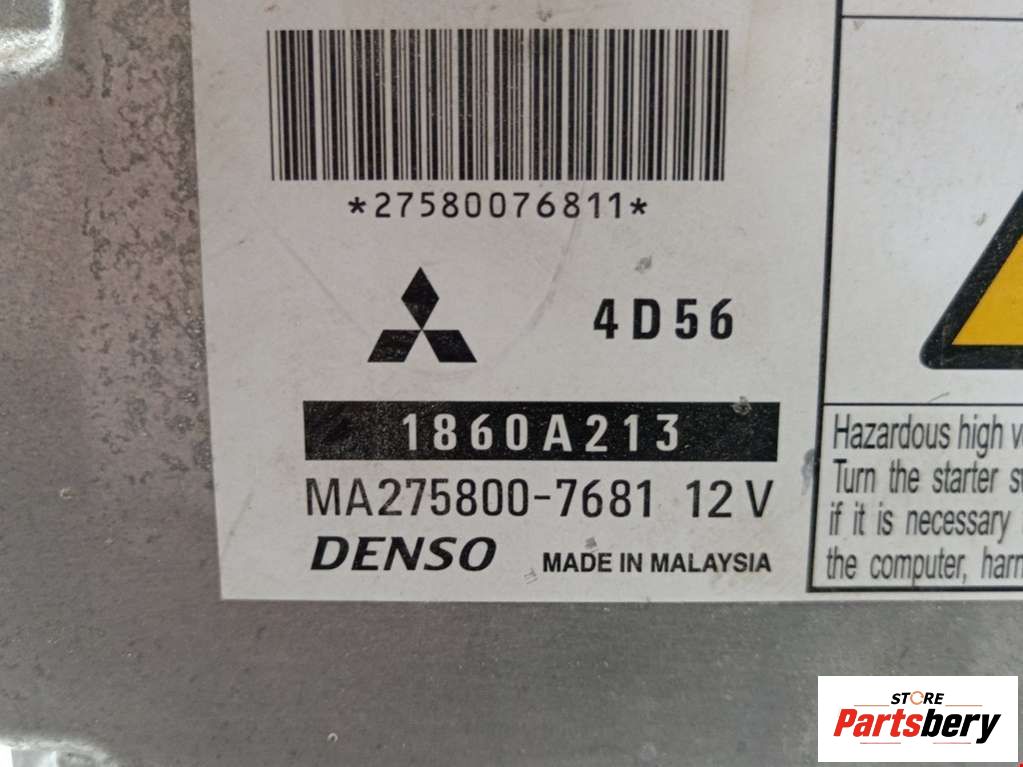 *27580076811*
4D56
1860A213
MA275800-7681 12V
DENSO MADE IN MALAYSIA
Hazardous high
Turn the starter
if it is necessary
the computer,
STORE
Partsbery